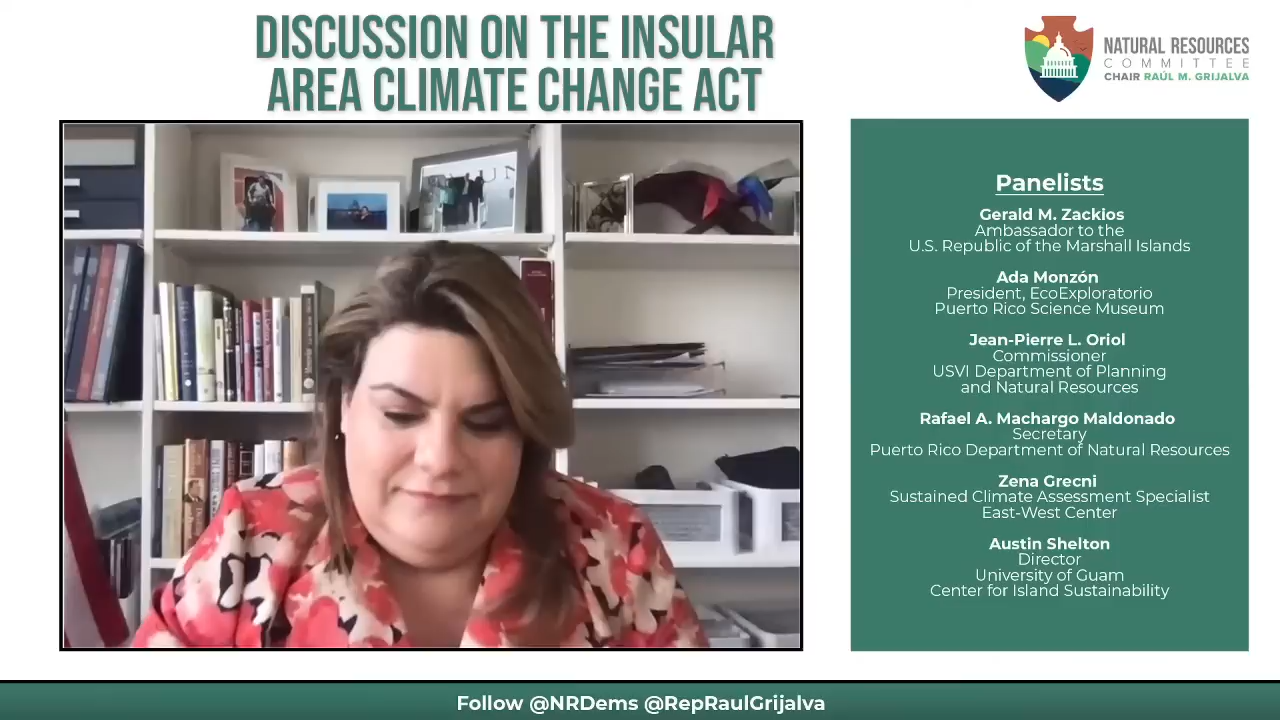 DISCUSSION ON THE INSULAR
AREA CLIMATE CHANGE ACT
NATURAL RESOURCES
COMMITTEE
CHAIR RAÚL M. GRIJALVA
Panelists
Gerald M. Zackios
Ambassador to the
U.S. Republic of the Marshall Islands
Ada Monzón
President, EcoExploratorio
Puerto Rico Science Museum
Jean-Pierre L. Oriol
Commissioner
USVI Department of Planning
and Natural Resources
Rafael A. Machargo Maldonado
Secretary
Puerto Rico Department of Natural Resources
Zena Grecni
Sustained Climate Assessment Specialist
East-West Center
Austin Shelton
Director
University of Guam
Center for Island Sustainability
Follow @NRDems @RepRaulGrijalva